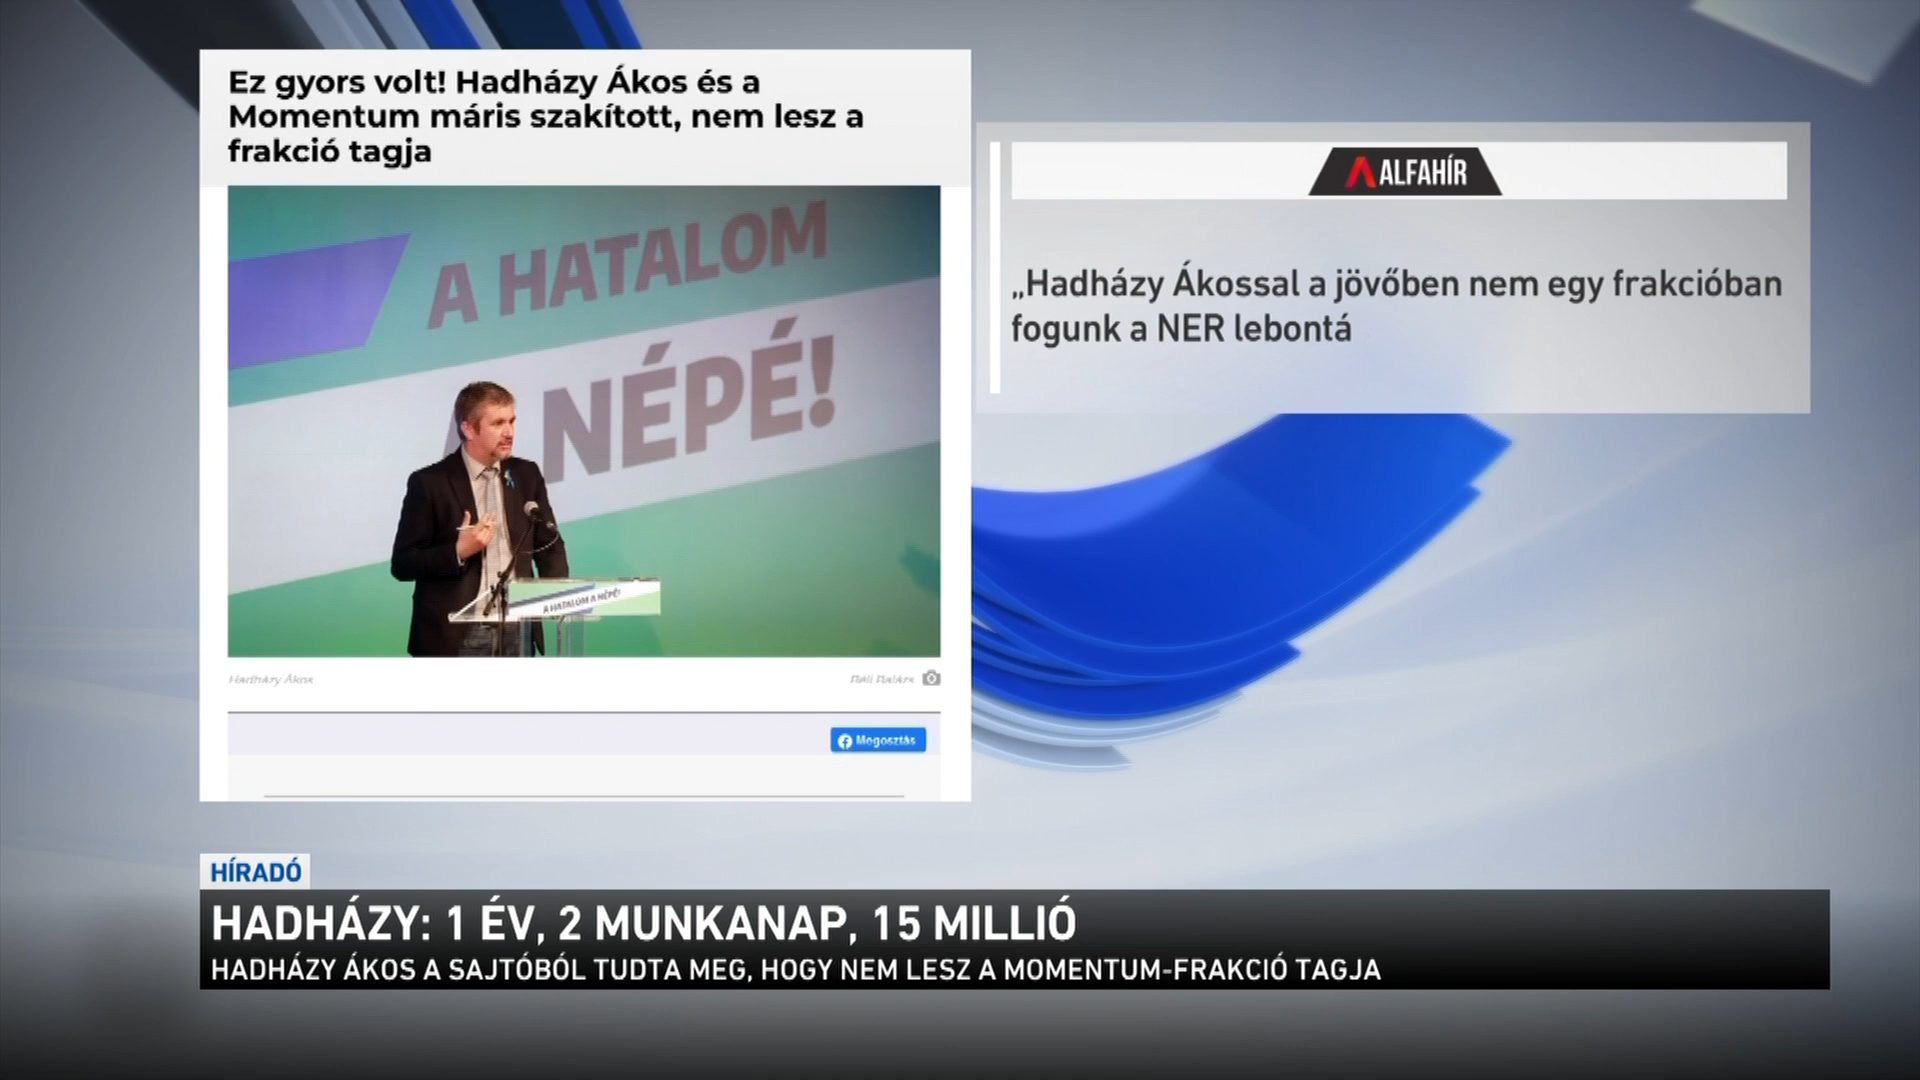 Ez gyors volt! Hadházy Ákos és a
Momentum máris szakított, nem lesz a
frakció tagja
A HATALOM
A NÉPÉ!
A HATALOM A NÉPÉ!
Hadházy Ákos
Megosztás
ALFAHÍR
„Hadházy Ákossal a jövőben nem egy frakcióban
fogunk a NER lebontá
HÍRADÓ
HADHÁZY: 1 ÉV, 2 MUNKANAP, 15 MILLIÓ
HADHÁZY ÁKOS A SAJTÓBÓL TUDTA MEG, HOGY NEM LESZ A MOMENTUM-FRAKCIÓ TAGJA